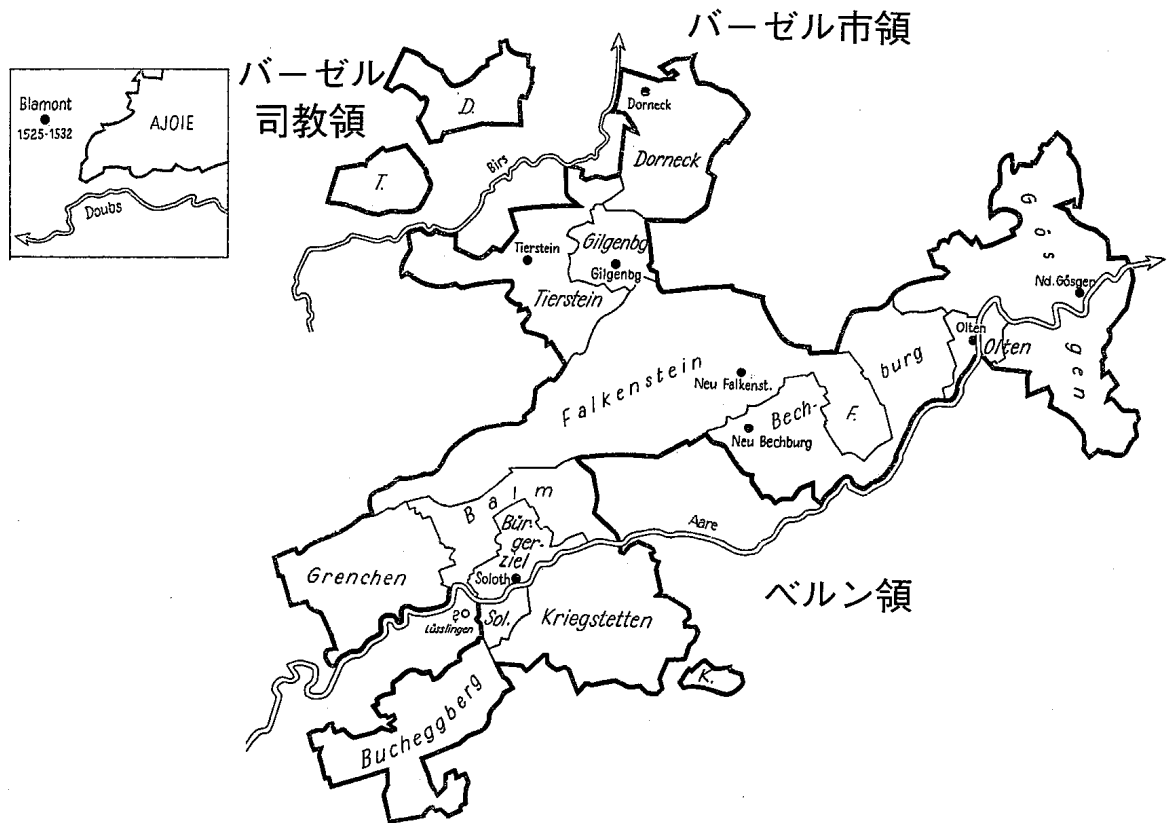 バーゼル市領
バーゼル
司教領
Blamont
1525-1532
AJOIE
Doubs
D.
Dorneck
Dorneck
T.
Birs
Tierstein
Gilgenbg
Gilgenbg
Tierstein
Gös
Nd. Gösgen
gen
Olten
Olten
Falkenstein
Neu Falkenst.
burg
Bech-
F.
Neu Bechburg
Balm
Bür-
ger-
ziel
Aare
Grenchen
Soloth
ベルン領
Lüsslingen
Sol.
Kriegstetten
K.
Bucheggberg